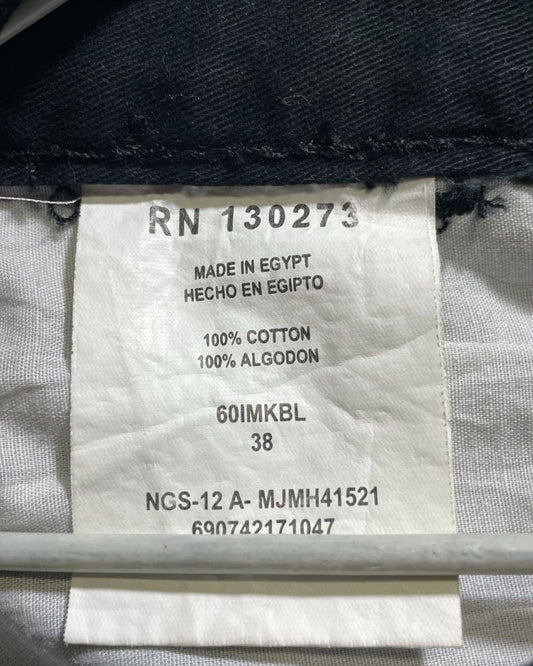 RN 130273
MADE IN EGYPT
HECHO EN EGIPTO
100% COTTON
100% ALGODON
60IMKBL
38
NGS-12 A- MJMH41521
690742171047